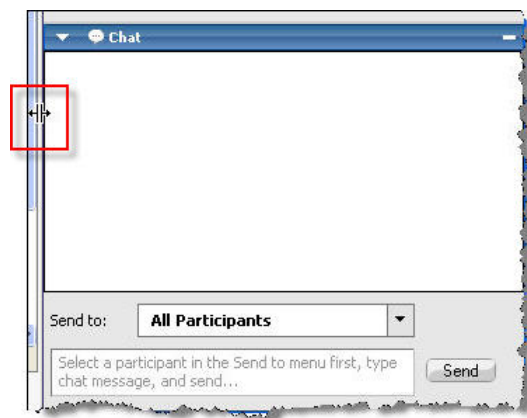 Chat
Send to:
All Participants
Select a participant in the Send to menu first, type
chat message, and send...
Send